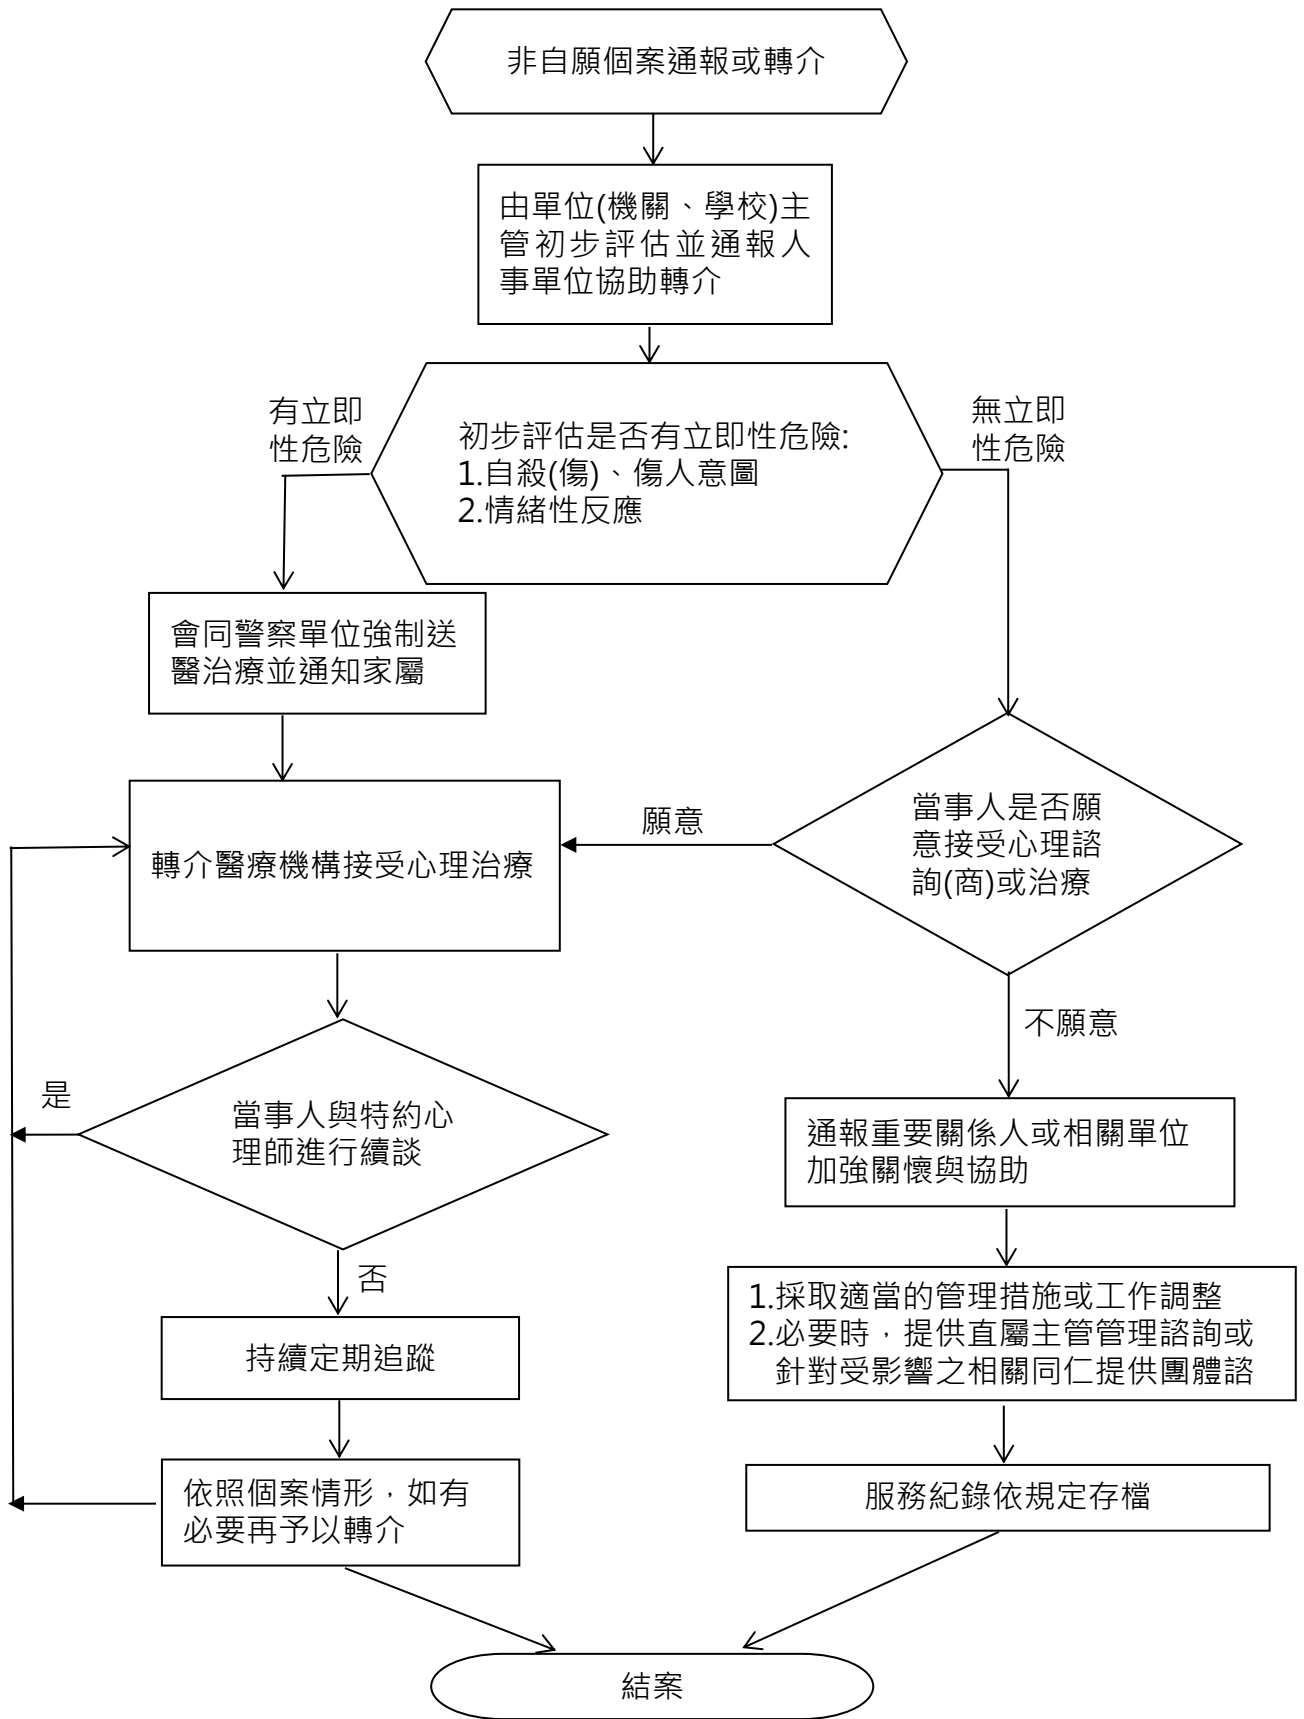 非自願個案通報或轉介
由單位(機關、學校)主
管初步評估並通報人
事單位協助轉介
有立即
性危險
初步評估是否有立即性危險:
1.自殺(傷)、傷人意圖
2.情緒性反應
無立即
性危險
會同警察單位強制送
醫治療並通知家屬
當事人是否願
意接受心理諮
詢(商)或治療
願意
轉介醫療機構接受心理治療
不願意
是
當事人與特約心
理師進行續談
通報重要關係人或相關單位
加強關懷與協助
否
1.採取適當的管理措施或工作調整
2.必要時，提供直屬主管管理諮詢或
針對受影響之相關同仁提供團體諮
持續定期追蹤
依照個案情形，如有
必要再予以轉介
服務紀錄依規定存檔
結案